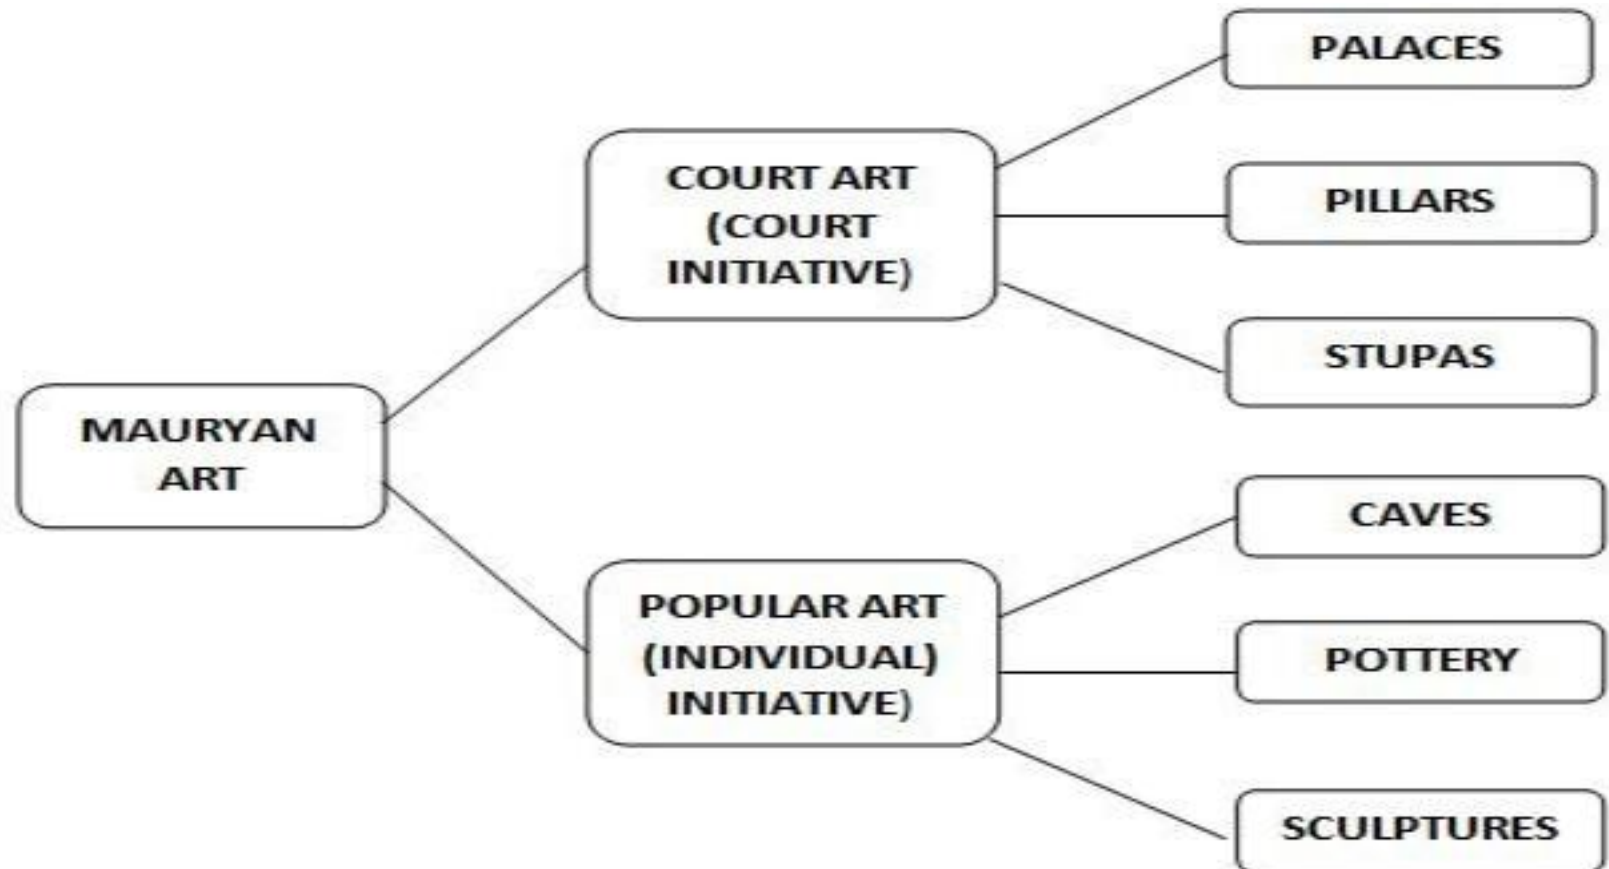 PALACES
COURT ART
(COURT
INITIATIVE)
PILLARS
STUPAS
MAURYAN
ART
CAVES
POPULAR ART
(INDIVIDUAL)
INITIATIVE)
POTTERY
SCULPTURES